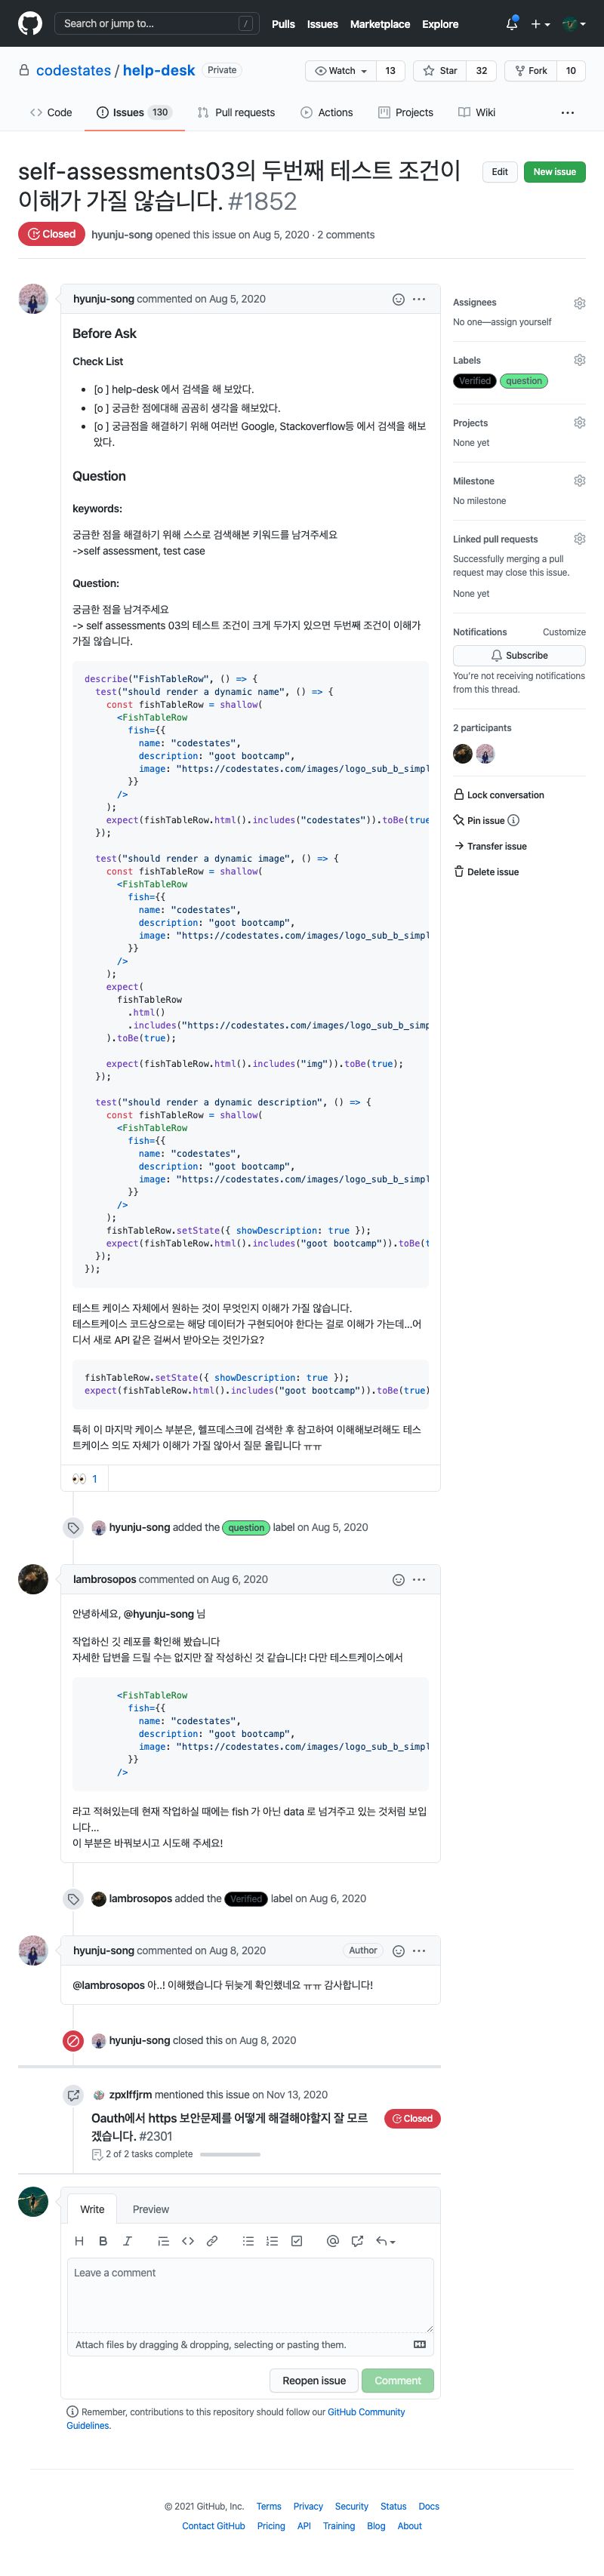 Search or jump to...
/
Pulls Issues Marketplace Explore
codestates / help-desk Private
Watch 13 Star 32 Fork 10
Code Issues 130 Pull requests Actions Projects Wiki ...
self-assessments03의 두번째 테스트 조건이
이해가 가질 않습니다. #1852
Edit New issue
Closed hyunju-song opened this issue on Aug 5, 2020 · 2 comments
hyunju-song commented on Aug 5, 2020
Before Ask
Check List
• [o ] help-desk 에서 검색을 해 보았다.
• [o ] 궁금한 점에대해 곰곰히 생각을 해보았다.
• [o ] 궁금점을 해결하기 위해 여러번 Google, Stackoverflow등 에서 검색을 해보
았다.
Question
keywords:
궁금한 점을 해결하기 위해 스스로 검색해본 키워드를 남겨주세요
->self assessment, test case
Question:
궁금한 점을 남겨주세요
-> self assessments 03의 테스트 조건이 크게 두가지 있으면 두번째 조건이 이해가
가질 않습니다.
describe("FishTableRow", () => {
test("should render a dynamic name", () => {
const fishTableRow = shallow(
<FishTableRow
fish={{
name: "codestates",
description: "goot bootcamp",
image: "https://codestates.com/images/logo_sub_b_simpl
}}
/>
);
expect(fishTableRow.html().includes("codestates")).toBe(true
});
test("should render a dynamic image", () => {
const fishTableRow = shallow(
<FishTableRow
fish={{
name: "codestates",
description: "goot bootcamp",
image: "https://codestates.com/images/logo_sub_b_simpl
}}
/>
);
expect(
fishTableRow
.html()
.includes("https://codestates.com/images/logo_sub_b_simp
).toBe(true);
expect(fishTableRow.html().includes("img")).toBe(true);
});
test("should render a dynamic description", () => {
const fishTableRow = shallow(
<FishTableRow
fish={{
name: "codestates",
description: "goot bootcamp",
image: "https://codestates.com/images/logo_sub_b_simpl
}}
/>
);
fishTableRow.setState({ showDescription: true });
expect(fishTableRow.html().includes("goot bootcamp")).toBe(t
});
});
테스트 케이스 자체에서 원하는 것이 무엇인지 이해가 가질 않습니다.
테스트케이스 코드상으로는 해당 데이터가 구현되어야 한다는 걸로 이해가 가는데...어
디서 새로 API 같은 걸써서 받아오는 것인가요?
fishTableRow.setState({ showDescription: true });
expect(fishTableRow.html().includes("goot bootcamp")).toBe(true)
특히 이 마지막 케이스 부분은, 헬프데스크에 검색한 후 참고하여 이해해보려해도 테스
트케이스 의도 자체가 이해가 가질 않아서 질문 올립니다 ㅠㅠ
👀 1
hyunju-song added the question label on Aug 5, 2020
lambrosopos commented on Aug 6, 2020
안녕하세요, @hyunju-song 님
작업하신 깃 레포를 확인해 봤습니다
자세한 답변을 드릴 수는 없지만 잘 작성하신 것 같습니다! 다만 테스트케이스에서
<FishTableRow
fish={{
name: "codestates",
description: "goot bootcamp",
image: "https://codestates.com/images/logo_sub_b_simpl
}}
/>
라고 적혀있는데 현재 작업하실 때에는 fish 가 아닌 data 로 넘겨주고 있는 것처럼 보입
니다...
이 부분은 바꿔보시고 시도해 주세요!
lambrosopos added the Verified label on Aug 6, 2020
hyunju-song commented on Aug 8, 2020 Author
@lambrosopos 아..! 이해했습니다 뒤늦게 확인했네요 ㅠㅠ 감사합니다!
hyunju-song closed this on Aug 8, 2020
zpxlffjrm mentioned this issue on Nov 13, 2020
Oauth에서 https 보안문제를 어떻게 해결해야할지 잘 모르
겠습니다. #2301
Closed
2 of 2 tasks complete
Write Preview
Leave a comment
Attach files by dragging & dropping, selecting or pasting them.
Reopen issue Comment
Remember, contributions to this repository should follow our GitHub Community
Guidelines.
Assignees
No one—assign yourself
Labels
Verified question
Projects
None yet
Milestone
No milestone
Linked pull requests
Successfully merging a pull
request may close this issue.
None yet
Notifications Customize
Subscribe
You're not receiving notifications
from this thread.
2 participants
Lock conversation
Pin issue
Transfer issue
Delete issue
© 2021 GitHub, Inc. Terms Privacy Security Status Docs
Contact GitHub Pricing API Training Blog About